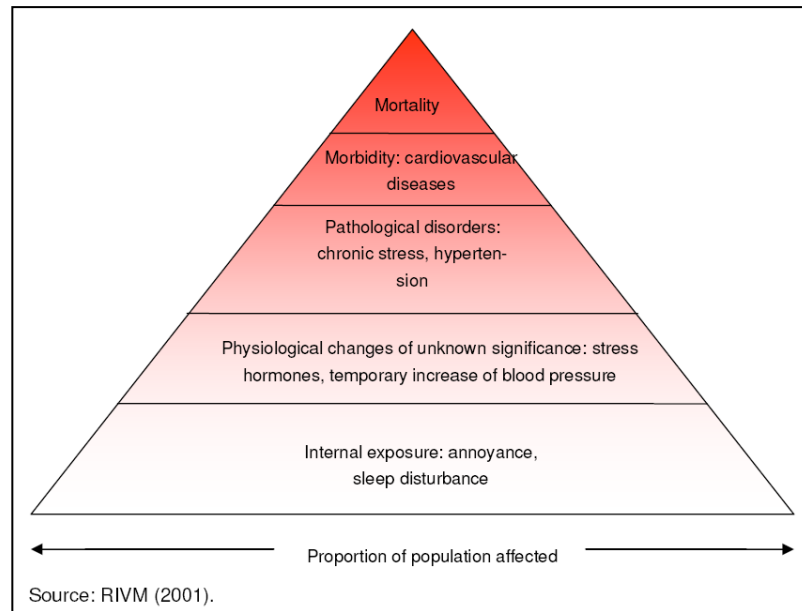 Mortality
Morbidity: cardiovascular
diseases
Pathological disorders:
chronic stress, hyperten-
sion
Physiological changes of unknown significance: stress
hormones, temporary increase of blood pressure
Internal exposure: annoyance,
sleep disturbance
Proportion of population affected
Source: RIVM (2001).